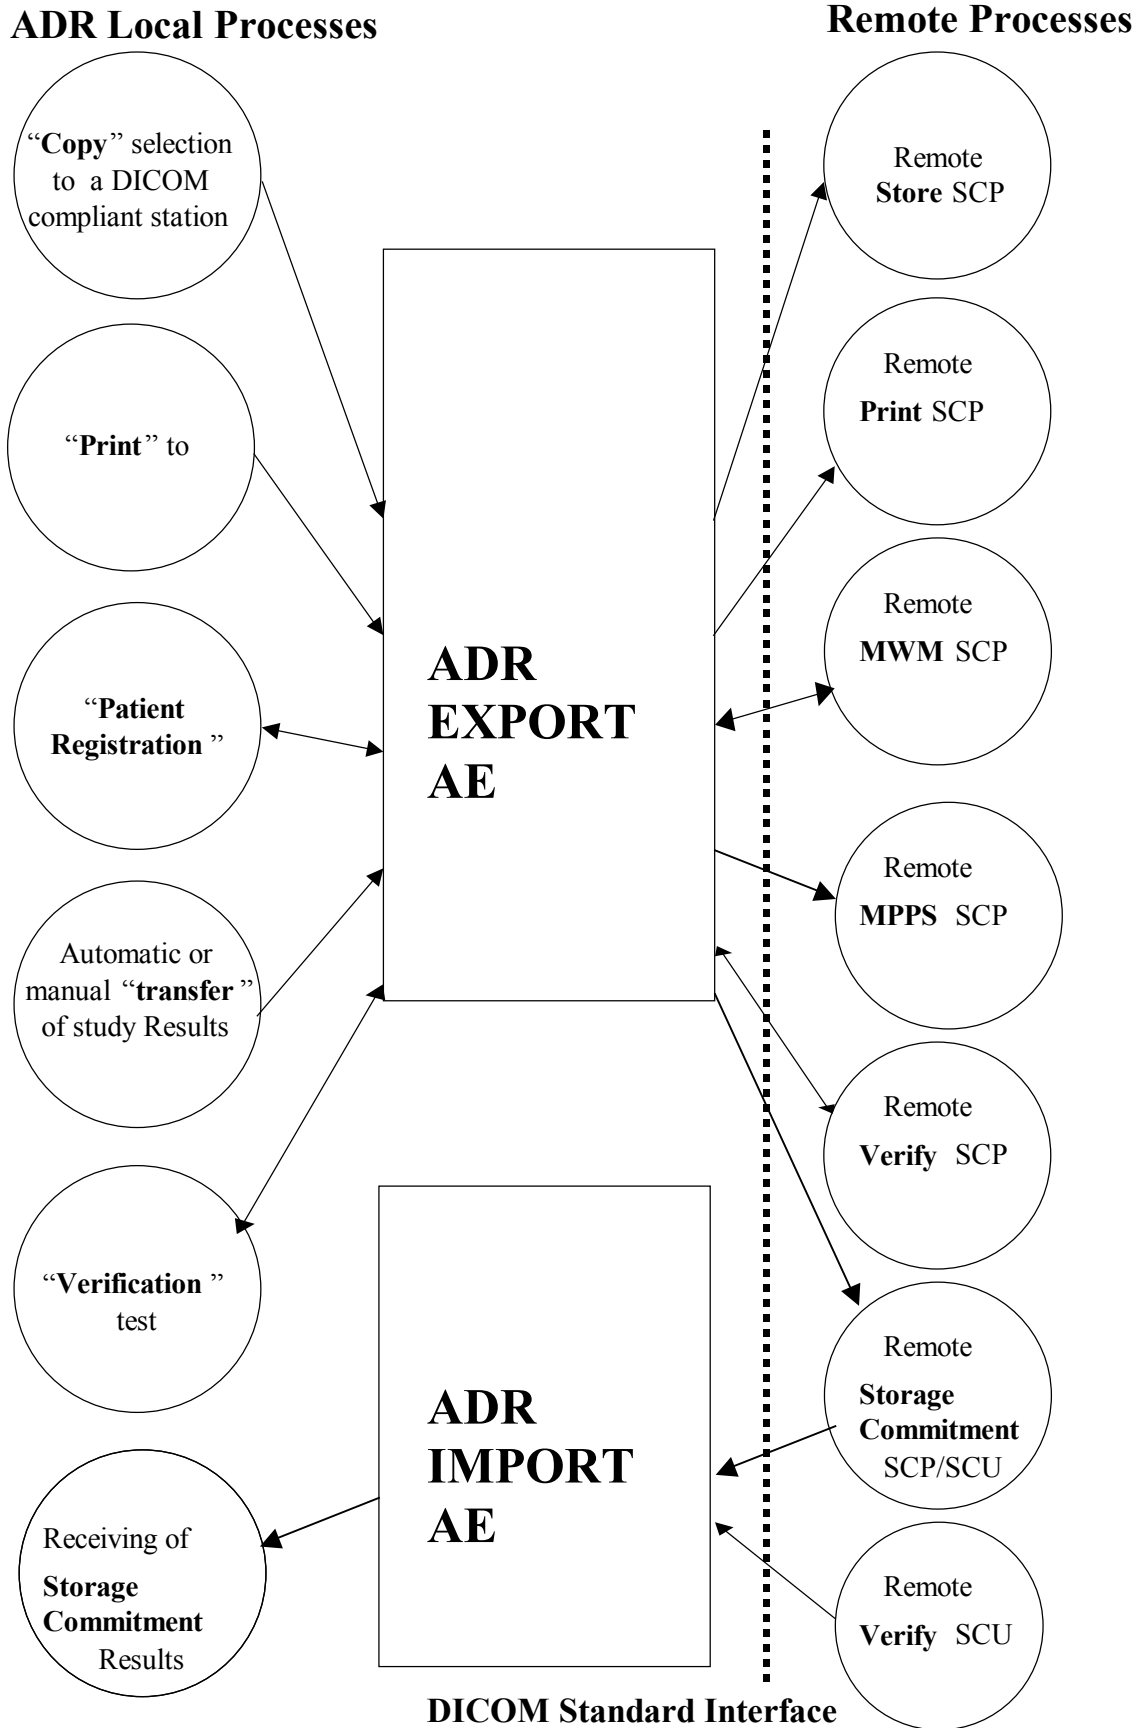 ADR Local Processes
Remote Processes
“Copy” selection
to a DICOM
compliant station
“Print” to
“Patient
Registration ”
Automatic or
manual “transfer ”
of study Results
“Verification ”
test
Receiving of
Storage
Commitment
Results
ADR
EXPORT
AE
ADR
IMPORT
AE
Remote
Store SCP
Remote
Print SCP
Remote
MWM SCP
Remote
MPPS SCP
Remote
Verify SCP
Remote
Storage
Commitment
SCP/SCU
Remote
Verify SCU
DICOM Standard Interface